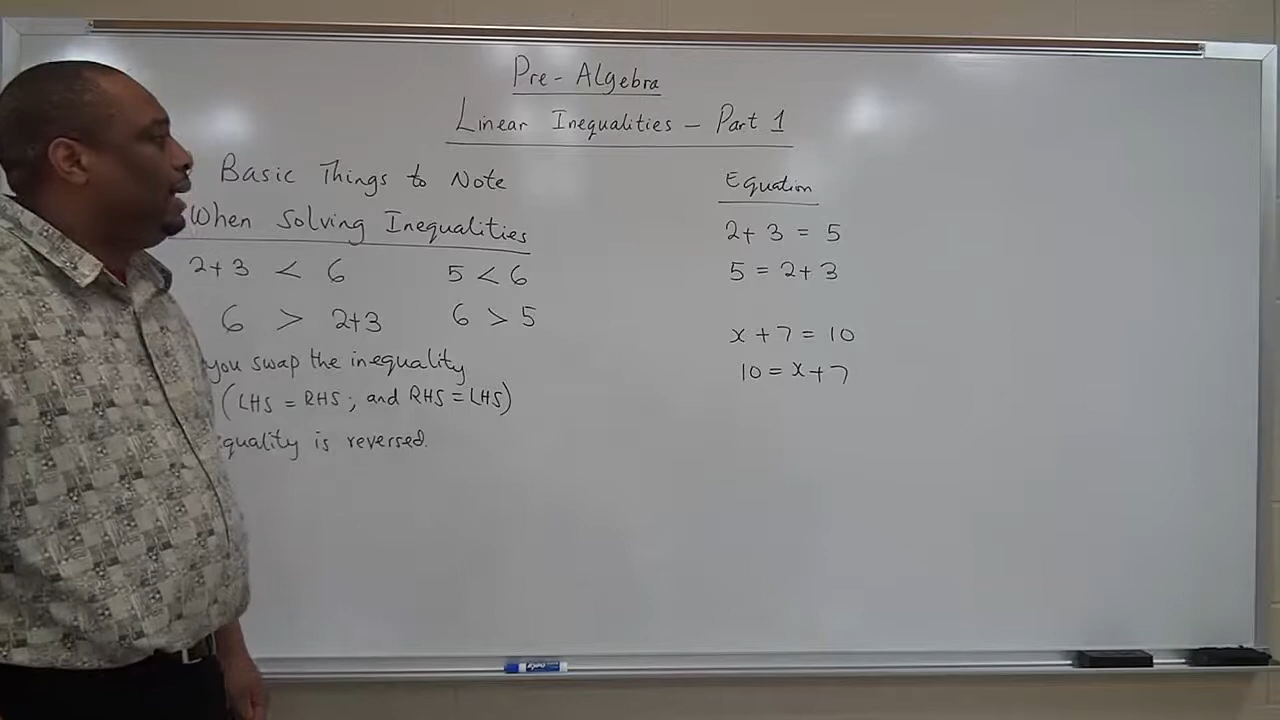 Pre-Algebra
Linear Inequalities - Part 1
Basic Things to Note
When Solving Inequalities
2+3 < 6 5 < 6
6 > 2+3 6 > 5
you swap the inequality
(LHS = RHS; and RHS = LHS)
quality is reversed.
Equation
2+3 = 5
5 = 2+3
x+7 = 10
10 = x+7
EXPO